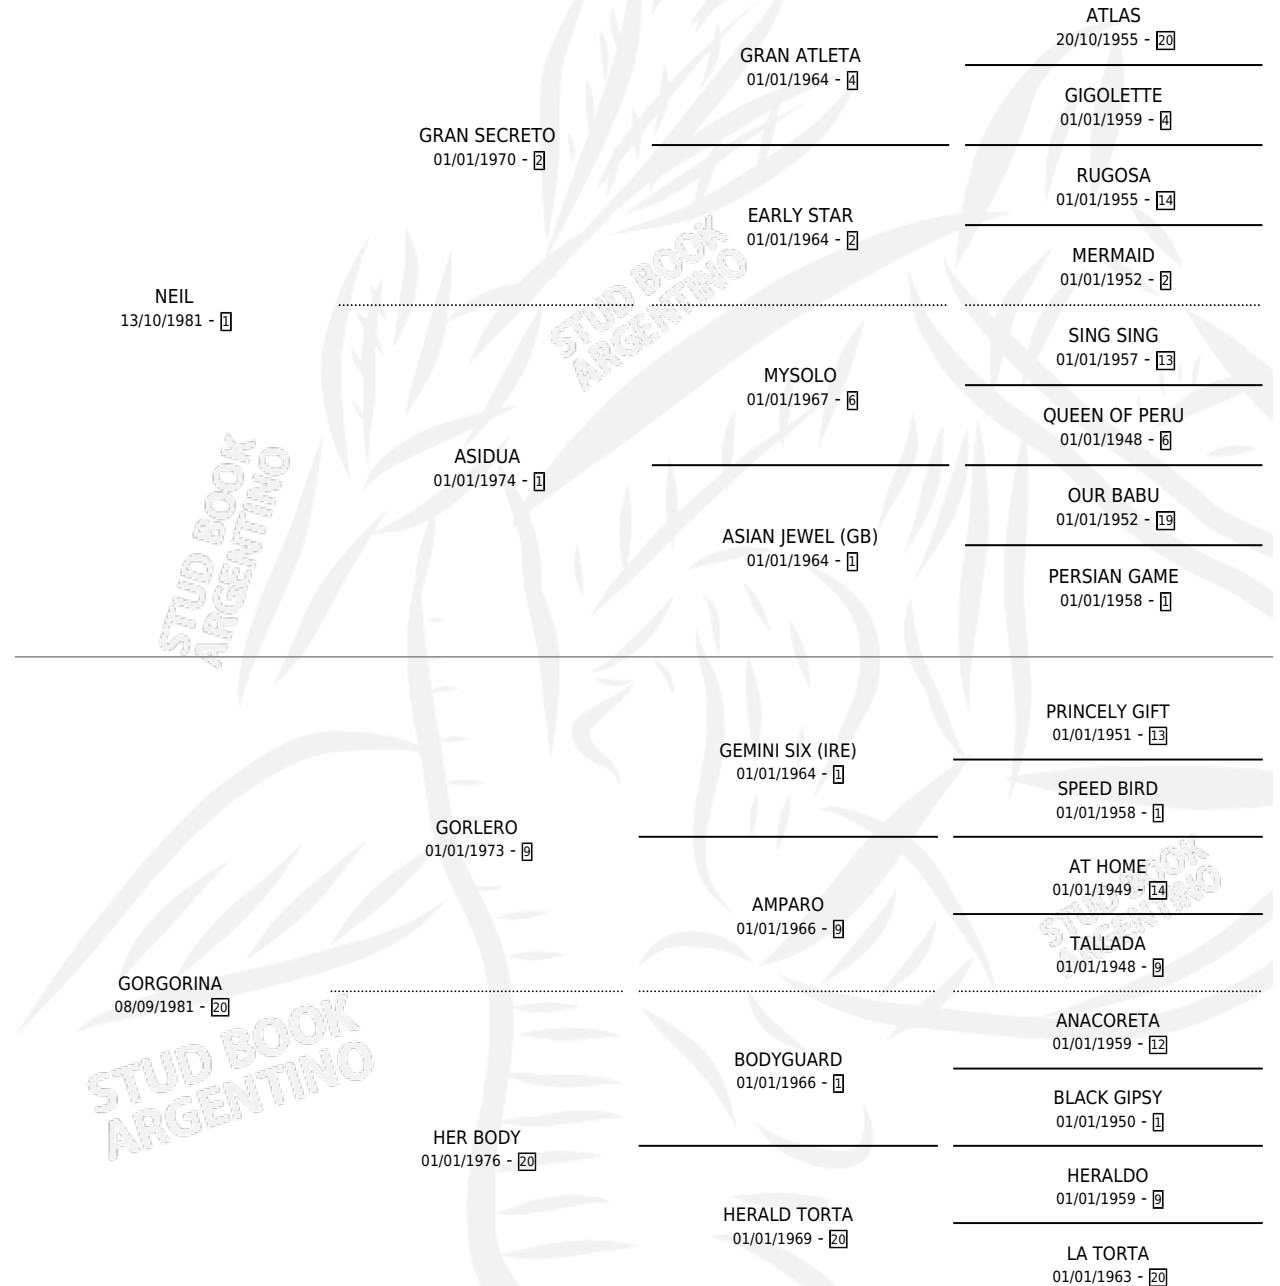 ATLAS
20/10/1955 - 20
GRAN ATLETA
01/01/1964 - 4
GIGOLETTE
01/01/1959 - 4
GRAN SECRETO
01/01/1970 - 2
RUGOSA
01/01/1955 - 14
EARLY STAR
01/01/1964 - 2
MERMAID
01/01/1952 - 2
NEIL
13/10/1981 - 1
SING SING
01/01/1957 - 13
MYSOLO
01/01/1967 - 6
QUEEN OF PERU
01/01/1948 - 6
ASIDUA
01/01/1974 - 1
OUR BABU
01/01/1952 - 19
ASIAN JEWEL (GB)
01/01/1964 - 1
PERSIAN GAME
01/01/1958 - 1
STUD BOOK
ARGENTINO
STUD BOOK
ARGENTINO
PRINCELY GIFT
01/01/1951 - 13
GEMINI SIX (IRE)
01/01/1964 - 1
SPEED BIRD
01/01/1958 - 1
GORLERO
01/01/1973 - 9
AT HOME
01/01/1949 - 14
AMPARO
01/01/1966 - 9
TALLADA
01/01/1948 - 9
GORGORINA
08/09/1981 - 20
ANACORETA
01/01/1959 - 12
BODYGUARD
01/01/1966 - 1
BLACK GIPSY
01/01/1950 - 1
HER BODY
01/01/1976 - 20
HERALDO
01/01/1959 - 9
HERALD TORTA
01/01/1969 - 20
LA TORTA
01/01/1963 - 20
STUD BOOK
ARGENTINO
STUD BOOK
ARGENTINO